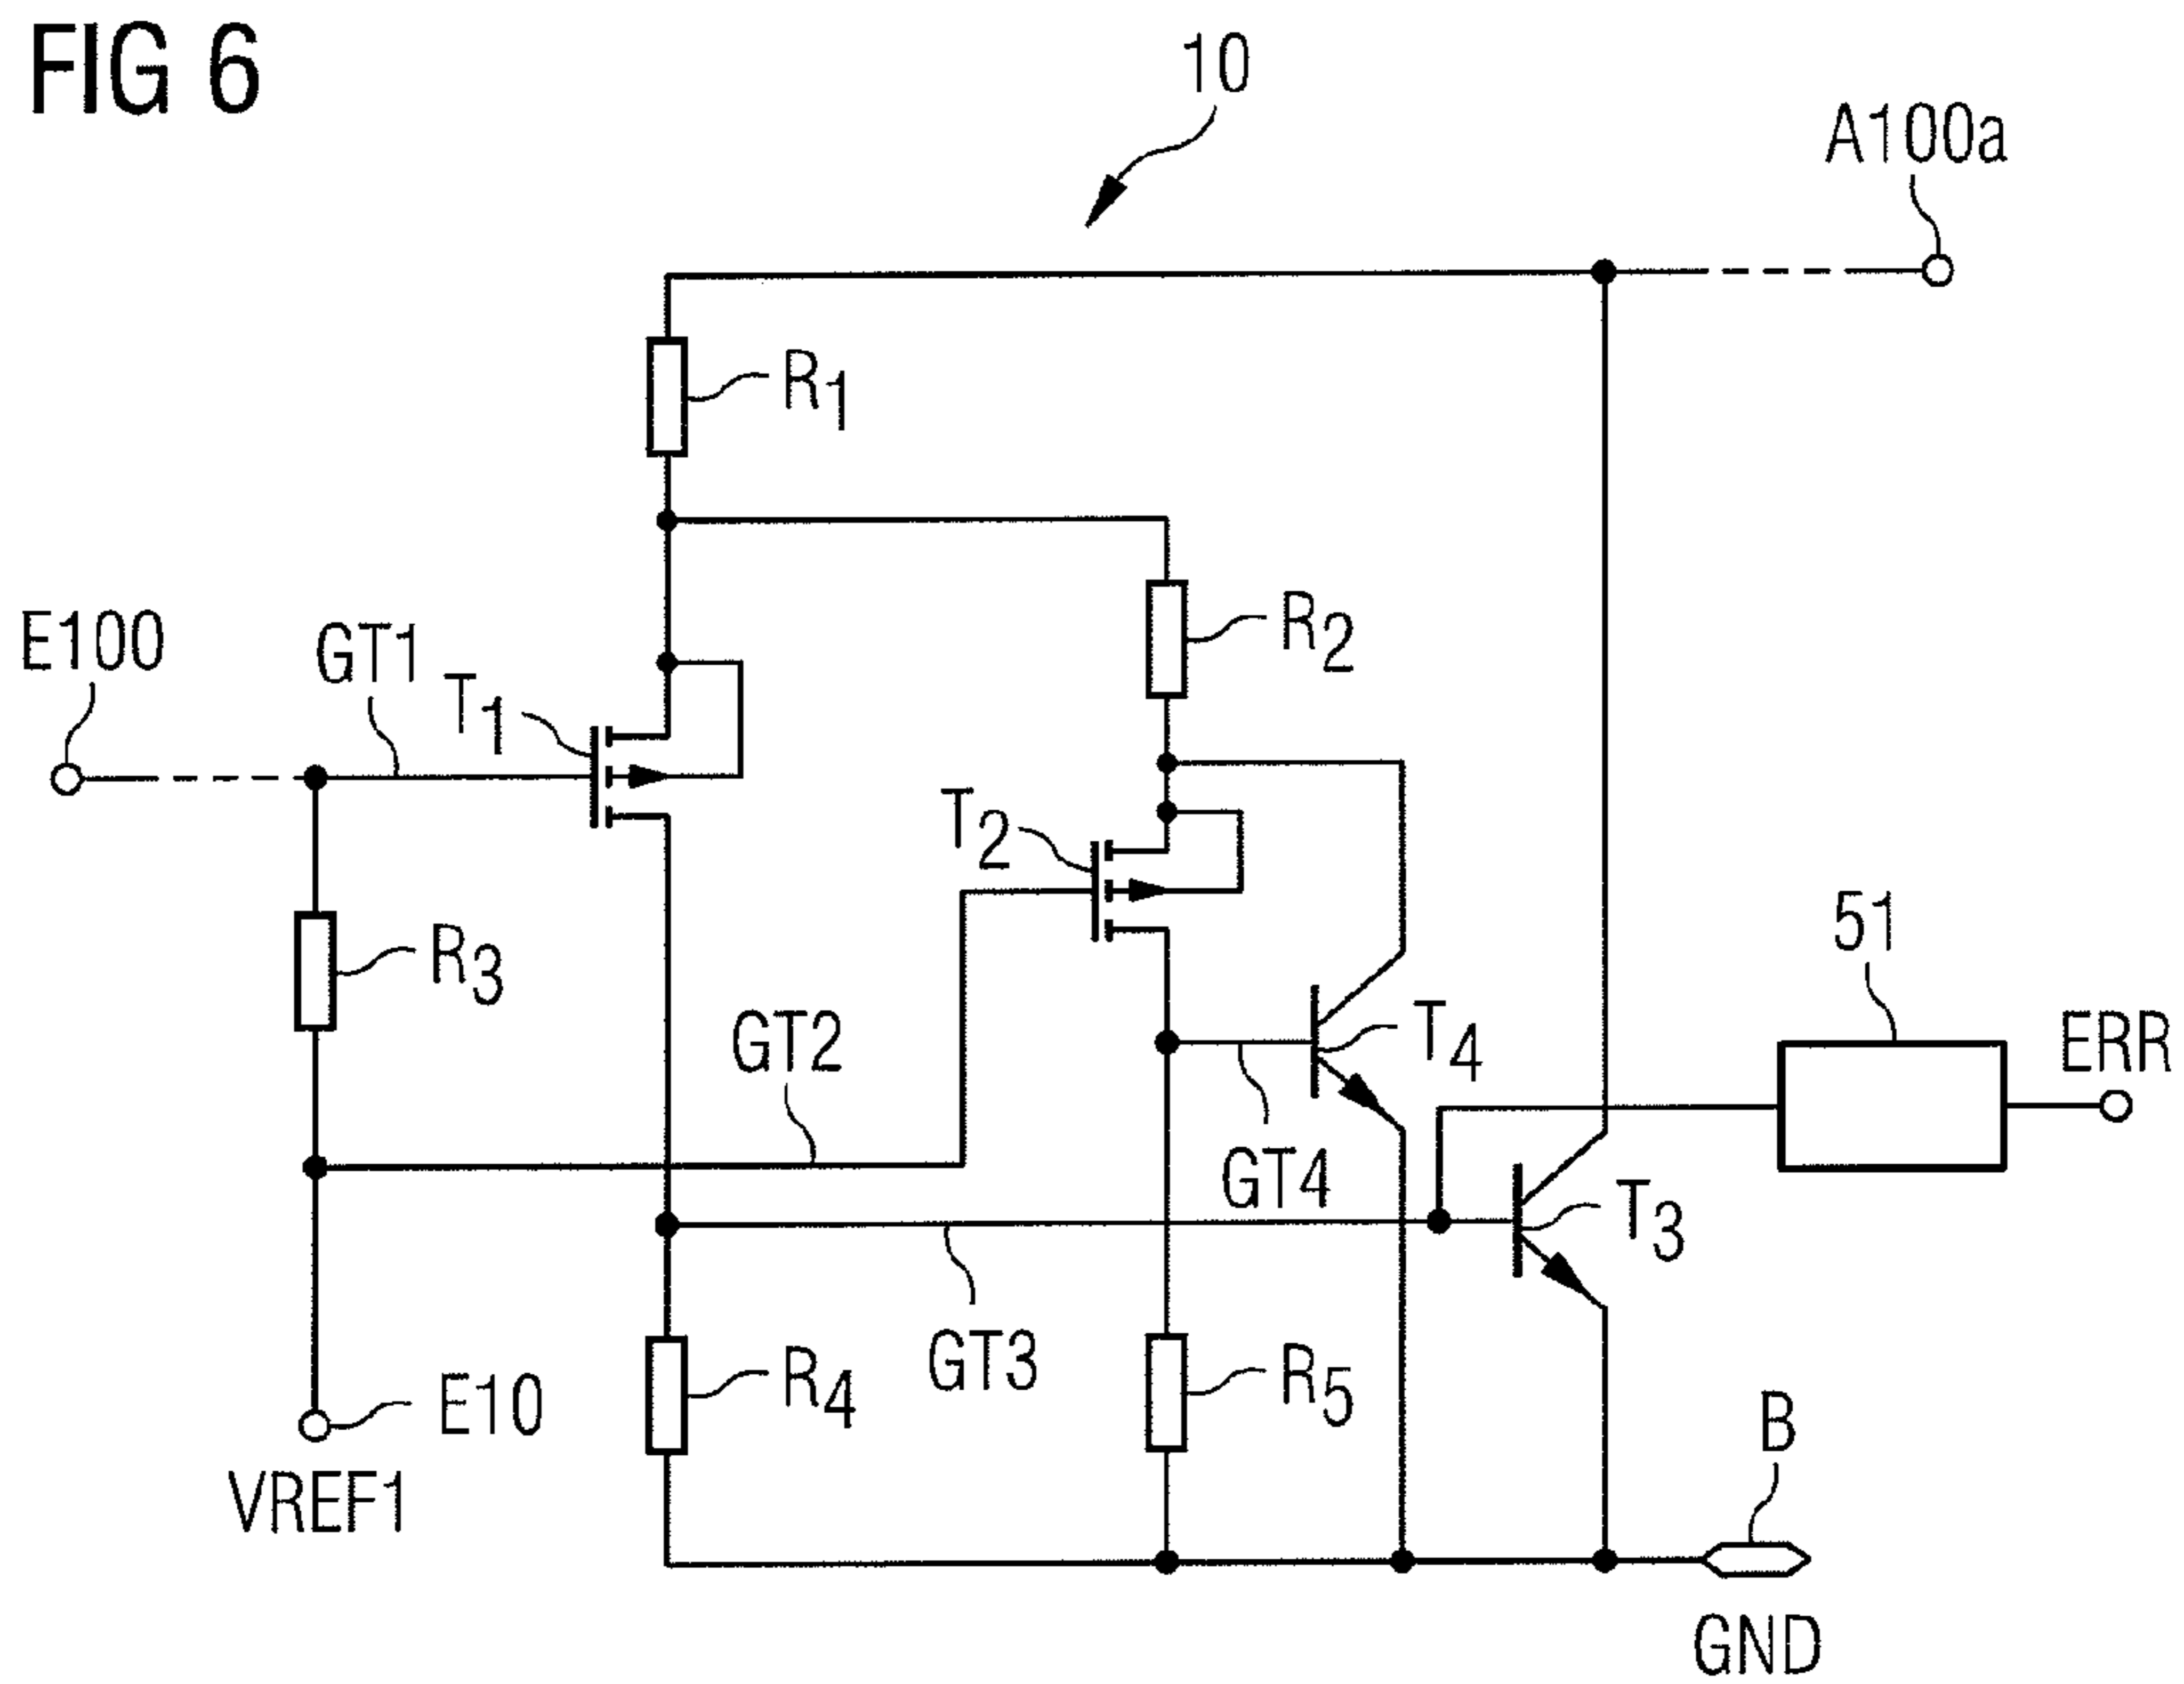 FIG 6
10
A100a
R1
E100
GT1
T1
R2
T2
R3
51
GT2
T4
ERR
GT4
T3
GT3
R4
R5
E10
B
VREF1
GND